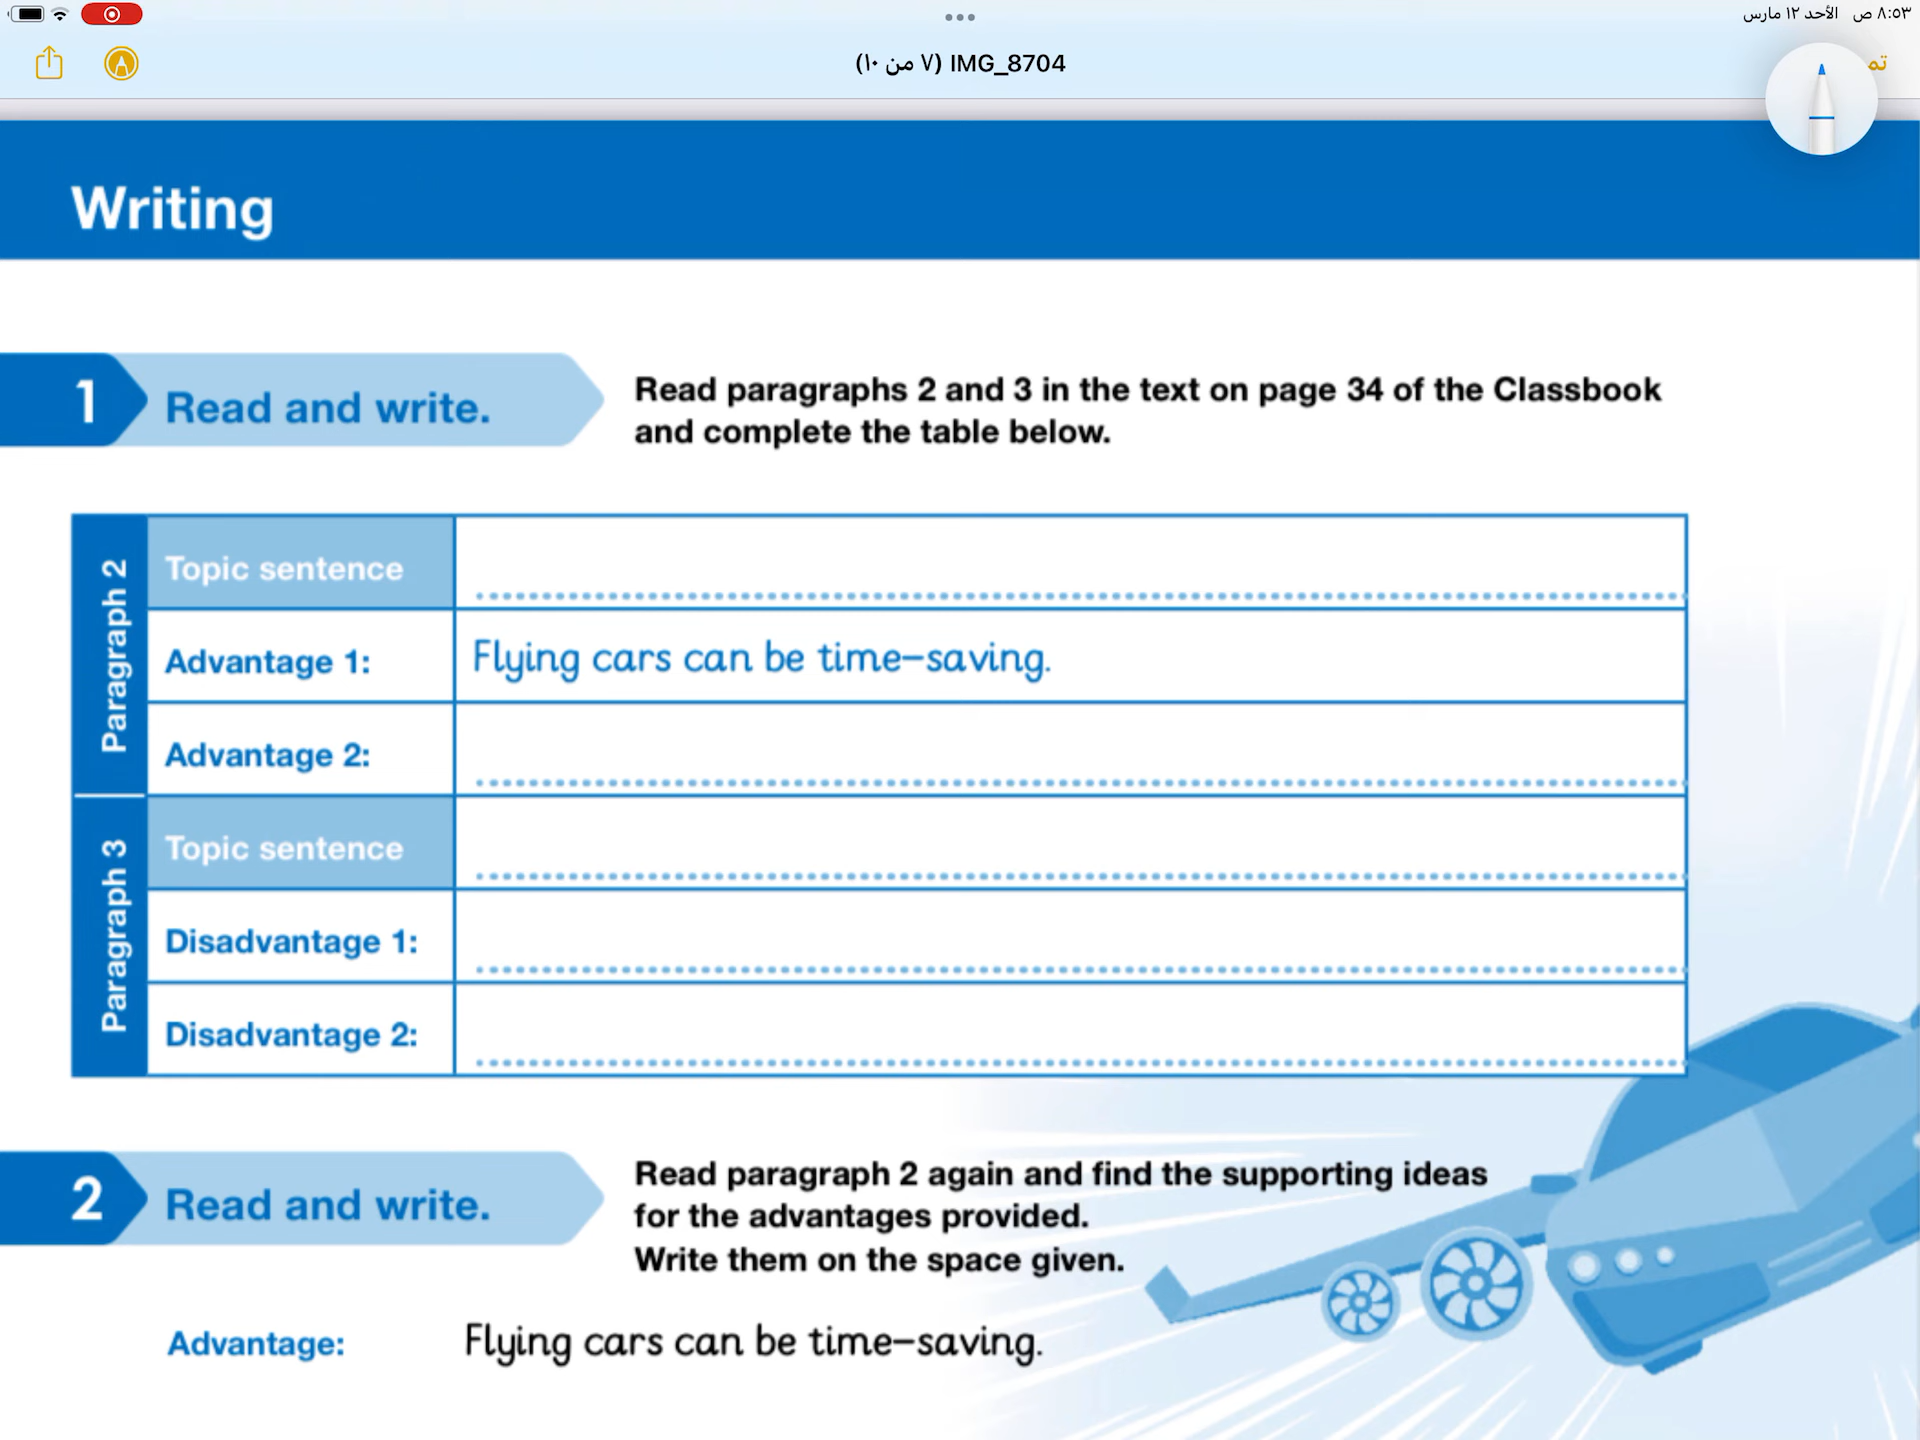 ٨:٥٣ ص الأحد ١٢ مارس
IMG_8704 (٧ من ١٠)
Writing
1 Read and write.
Read paragraphs 2 and 3 in the text on page 34 of the Classbook
and complete the table below.
Paragraph 2
Topic sentence
Advantage 1: Flying cars can be time-saving.
Advantage 2:
Paragraph 3
Topic sentence
Disadvantage 1:
Disadvantage 2:
2 Read and write.
Read paragraph 2 again and find the supporting ideas
for the advantages provided.
Write them on the space given.
Advantage: Flying cars can be time-saving.